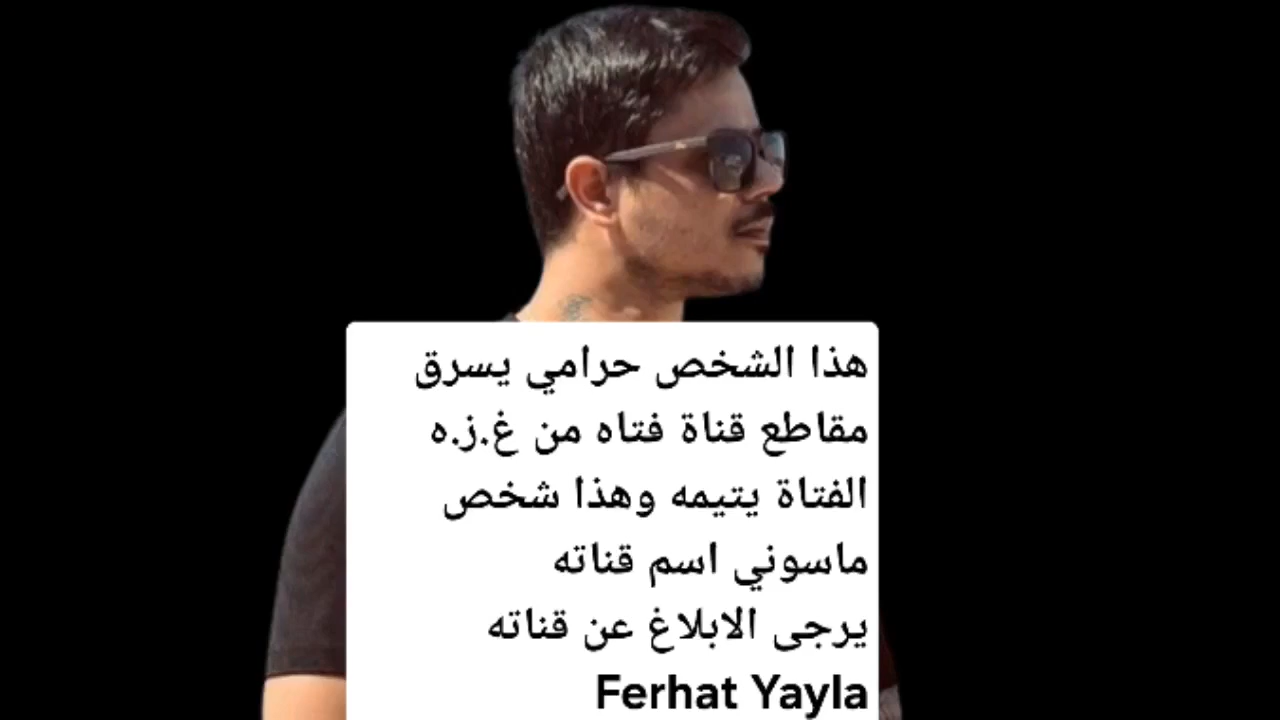 هذا الشخص حرامي يسرق
مقاطع قناة فتاه من غ.ز.ه
الفتاة يتيمه وهذا شخص
ماسوني اسم قناته
يرجى الابلاغ عن قناته
Ferhat Yayla